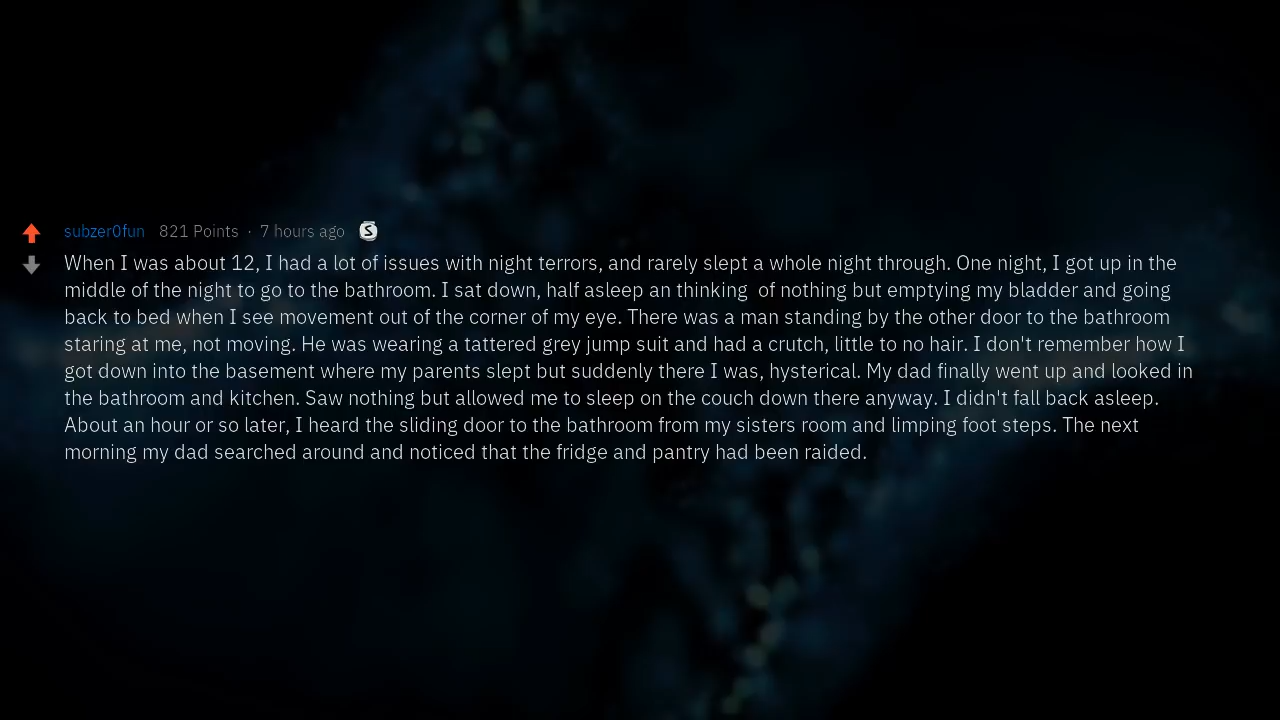 subzer0fun 821 Points · 7 hours ago S
When I was about 12, I had a lot of issues with night terrors, and rarely slept a whole night through. One night, I got up in the
middle of the night to go to the bathroom. I sat down, half asleep an thinking  of nothing but emptying my bladder and going
back to bed when I see movement out of the corner of my eye. There was a man standing by the other door to the bathroom
staring at me, not moving. He was wearing a tattered grey jump suit and had a crutch, little to no hair. I don't remember how I
got down into the basement where my parents slept but suddenly there I was, hysterical. My dad finally went up and looked in
the bathroom and kitchen. Saw nothing but allowed me to sleep on the couch down there anyway. I didn't fall back asleep.
About an hour or so later, I heard the sliding door to the bathroom from my sisters room and limping foot steps. The next
morning my dad searched around and noticed that the fridge and pantry had been raided.